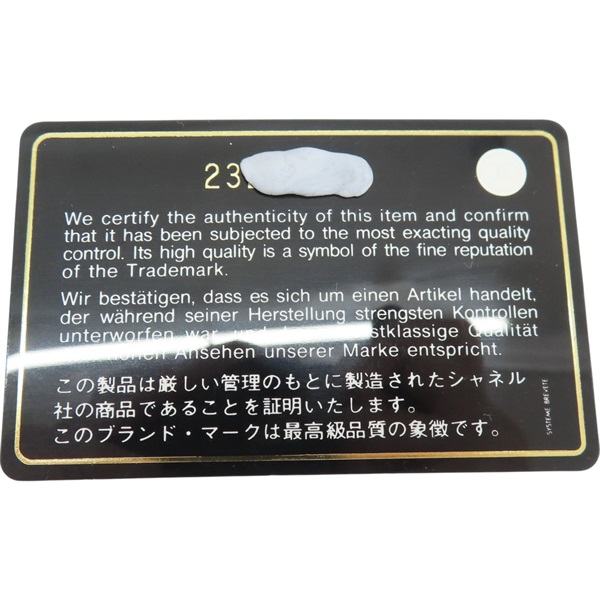 23
We certify the authenticity of this item and confirm
that it has been subjected to the most exacting quality
control. Its high quality is a symbol of the fine reputation
of the Trademark.
Wir bestätigen, dass es sich um einen Artikel handelt,
der während seiner Herstellung strengsten Kontrollen
unterworfen war und Qualität
Ansehen unserer Marke entspricht.
この製品は厳しい管理のもとに製造されたシャネル
社の商品であることを証明いたします。
このブランド・マークは最高級品質の象徴です。
SYSTEME BREVETE